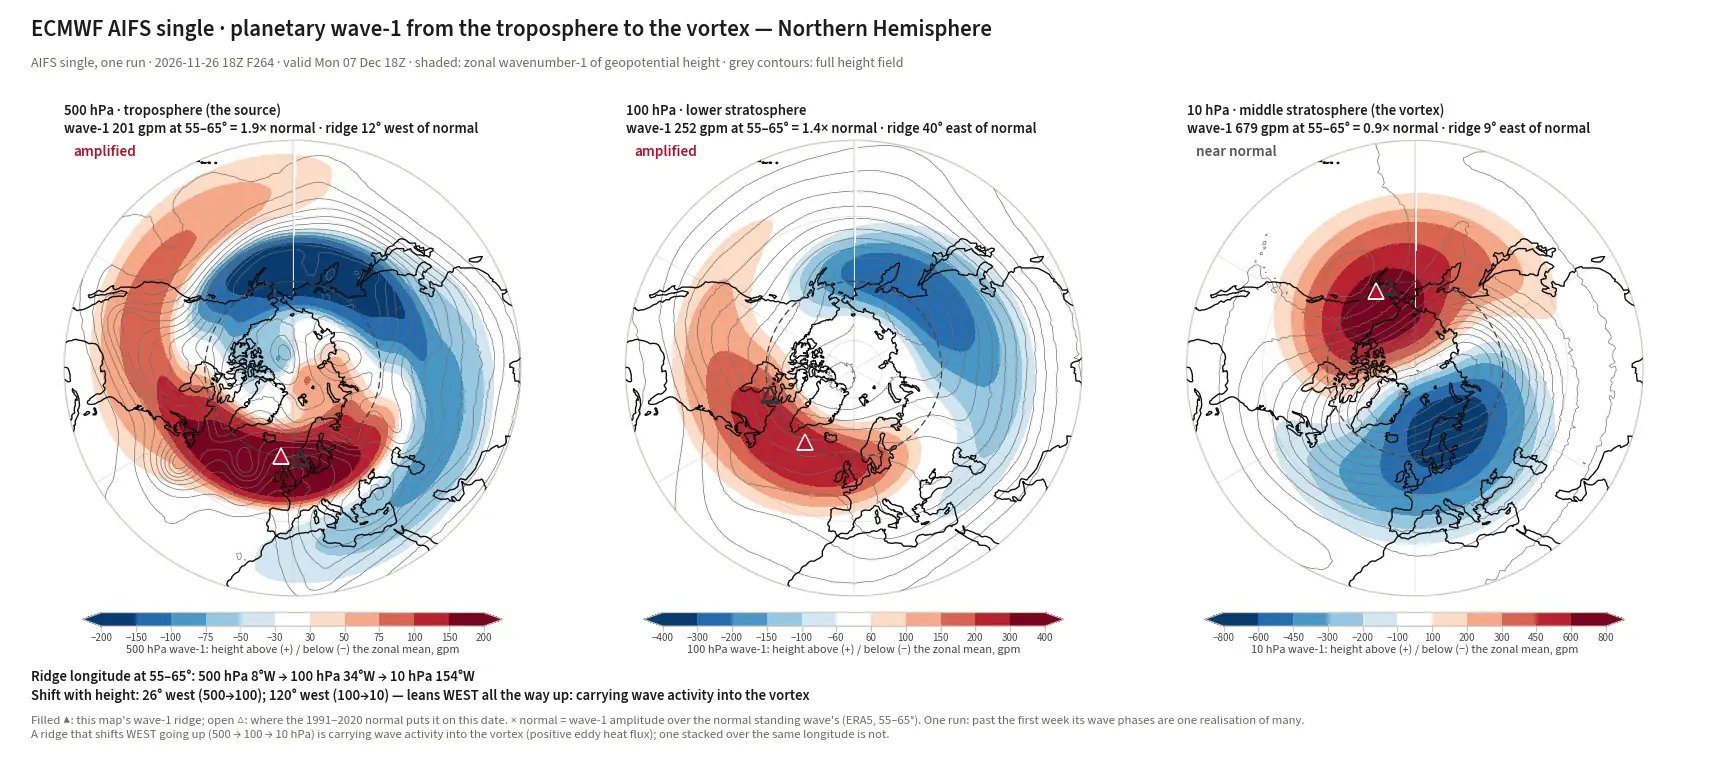 ECMWF AIFS single · planetary wave-1 from the troposphere to the vortex — Northern Hemisphere
AIFS single, one run · 2026-11-26 18Z F264 · valid Mon 07 Dec 18Z · shaded: zonal wavenumber-1 of geopotential height · grey contours: full height field
500 hPa · troposphere (the source)
wave-1 201 gpm at 55–65° = 1.9× normal · ridge 12° west of normal
amplified
100 hPa · lower stratosphere
wave-1 252 gpm at 55–65° = 1.4× normal · ridge 40° east of normal
amplified
10 hPa · middle stratosphere (the vortex)
wave-1 679 gpm at 55–65° = 0.9× normal · ridge 9° east of normal
near normal
−200 −150 −100 −75 −50 −30 30 50 75 100 150 200
500 hPa wave-1: height above (+) / below (−) the zonal mean, gpm
−400 −300 −200 −150 −100 −60 60 100 150 200 300 400
100 hPa wave-1: height above (+) / below (−) the zonal mean, gpm
−800 −600 −450 −300 −200 −100 100 200 300 450 600 800
10 hPa wave-1: height above (+) / below (−) the zonal mean, gpm
Ridge longitude at 55–65°: 500 hPa 8°W → 100 hPa 34°W → 10 hPa 154°W
Shift with height: 26° west (500→100); 120° west (100→10) — leans WEST all the way up: carrying wave activity into the vortex
Filled ▲: this map's wave-1 ridge; open △: where the 1991–2020 normal puts it on this date. × normal = wave-1 amplitude over the normal standing wave's (ERA5, 55–65°). One run: past the first week its wave phases are one realisation of many.
A ridge that shifts WEST going up (500 → 100 → 10 hPa) is carrying wave activity into the vortex (positive eddy heat flux); one stacked over the same longitude is not.